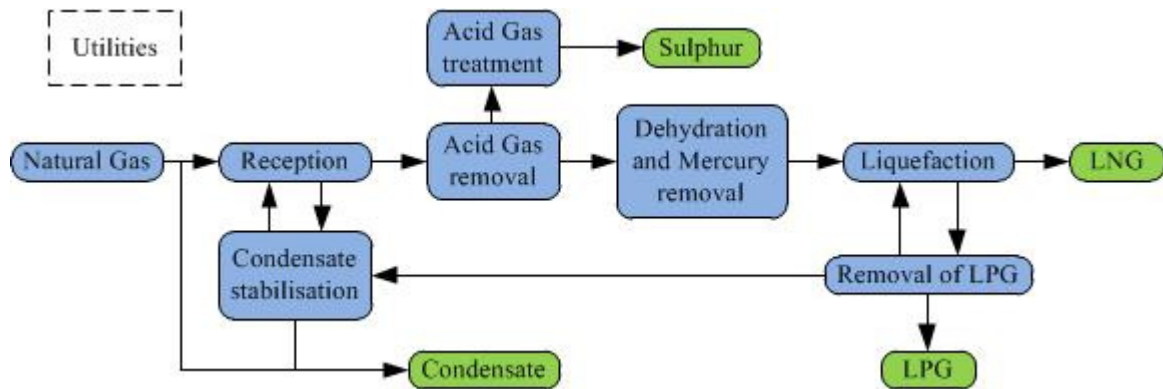 Utilities
Acid Gas
treatment
Sulphur
Natural Gas
Reception
Acid Gas
removal
Dehydration
and Mercury
removal
Liquefaction
LNG
Condensate
stabilisation
Removal of LPG
Condensate
LPG